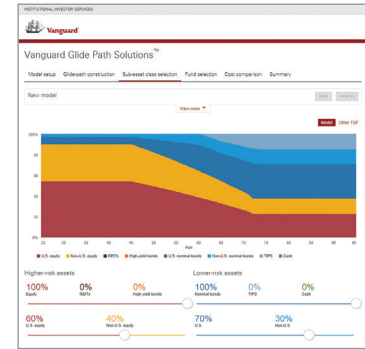 INSTITUTIONAL INVESTOR SERVICES
Vanguard
Vanguard Glide Path Solutions™
Model setup Glide-path construction Sub-asset class selection Fund selection Cost comparison Summary
New model
View more
Model Other TDF
100%
80
60
40
20
0%
25 30 35 40 45 50 55 60 65 70 75 80 85 90
Age
U.S. equity Non-U.S. equity REITs High-yield bonds U.S. nominal bonds Non-U.S. nominal bonds TIPS Cash
Higher-risk assets Lower-risk assets
100% 0% 0% 100% 0% 0%
Equity REITs High-yield bonds Nominal bonds TIPS Cash
60% 40% 70% 30%
U.S. equity Non-U.S. equity U.S. Non-U.S.